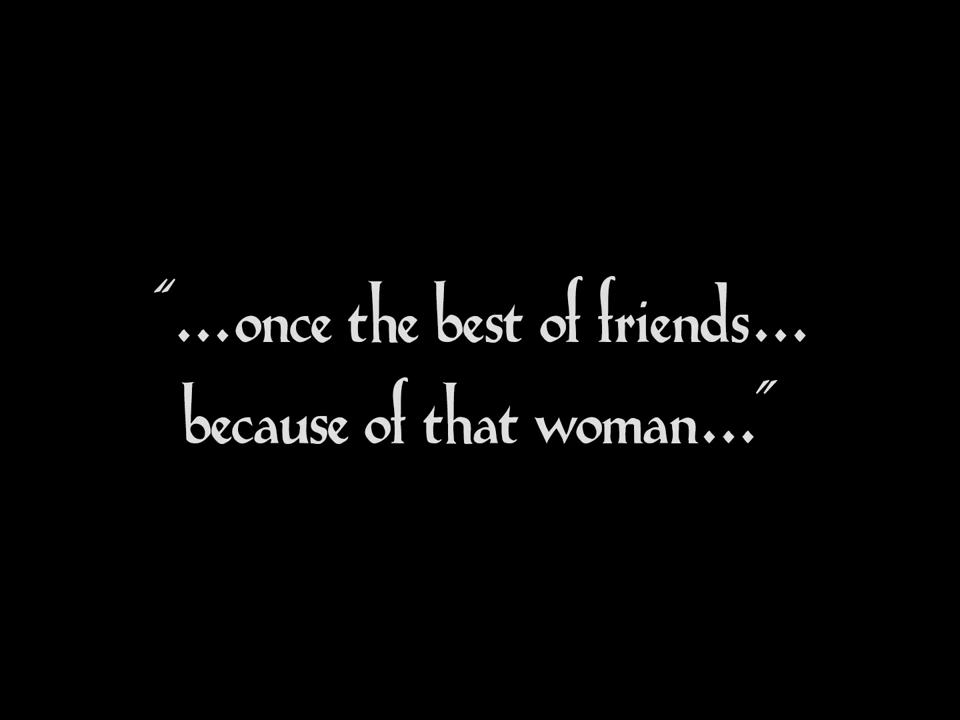 “...once the best of friends...
because of that woman...”